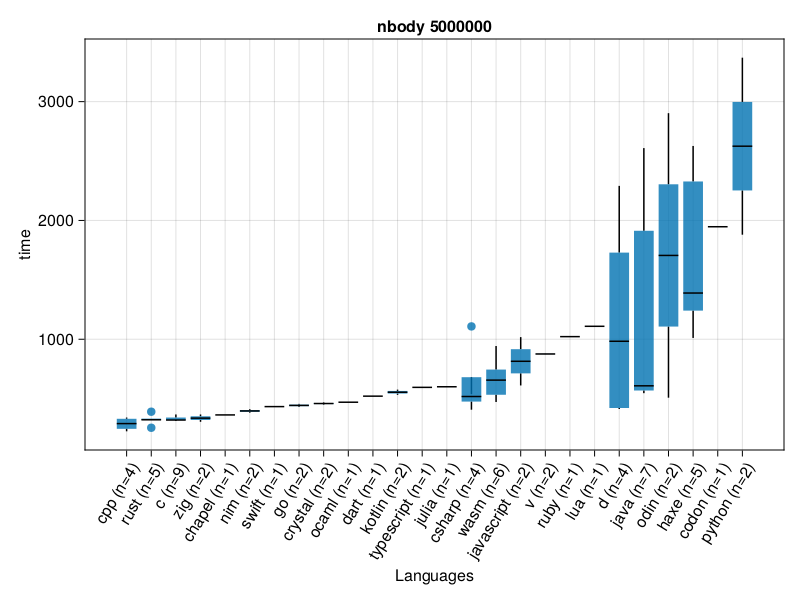 nbody 5000000
time
3000
2000
1000
cpp (n=4)
rust (n=5)
c (n=9)
zig (n=2)
chapel (n=1)
nim (n=2)
swift (n=1)
go (n=2)
crystal (n=2)
ocaml (n=1)
dart (n=1)
kotlin (n=2)
typescript (n=1)
julia (n=1)
csharp (n=4)
wasm (n=6)
javascript (n=2)
v (n=2)
ruby (n=1)
lua (n=1)
d (n=4)
java (n=7)
odin (n=2)
haxe (n=5)
codon (n=1)
python (n=2)
Languages